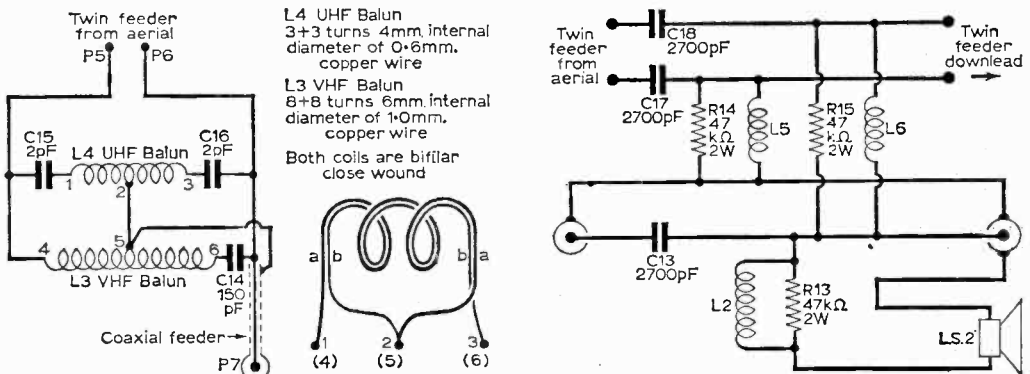 Twin feeder
from aerial
P5
P6
C15
2pF
L4 UHF Balun
C16
2pF
1
2
3
4
5
6
L3 VHF Balun
C14
150
pF
Coaxial feeder
P7
L4 UHF Balun
3+3 turns 4mm. internal
diameter of 0·6mm.
copper wire
L3 VHF Balun
8+8 turns 6mm. internal
diameter of 1·0mm.
copper wire
Both coils are bifilar
close wound
a
b
b
a
1
2
3
(4)
(5)
(6)
Twin
feeder
from
aerial
C18
2700pF
C17
2700pF
Twin
feeder
downlead
R14
47
kΩ
2W
L5
R15
47
kΩ
2W
L6
C13
2700pF
L2
R13
47kΩ
2W
L.S.2